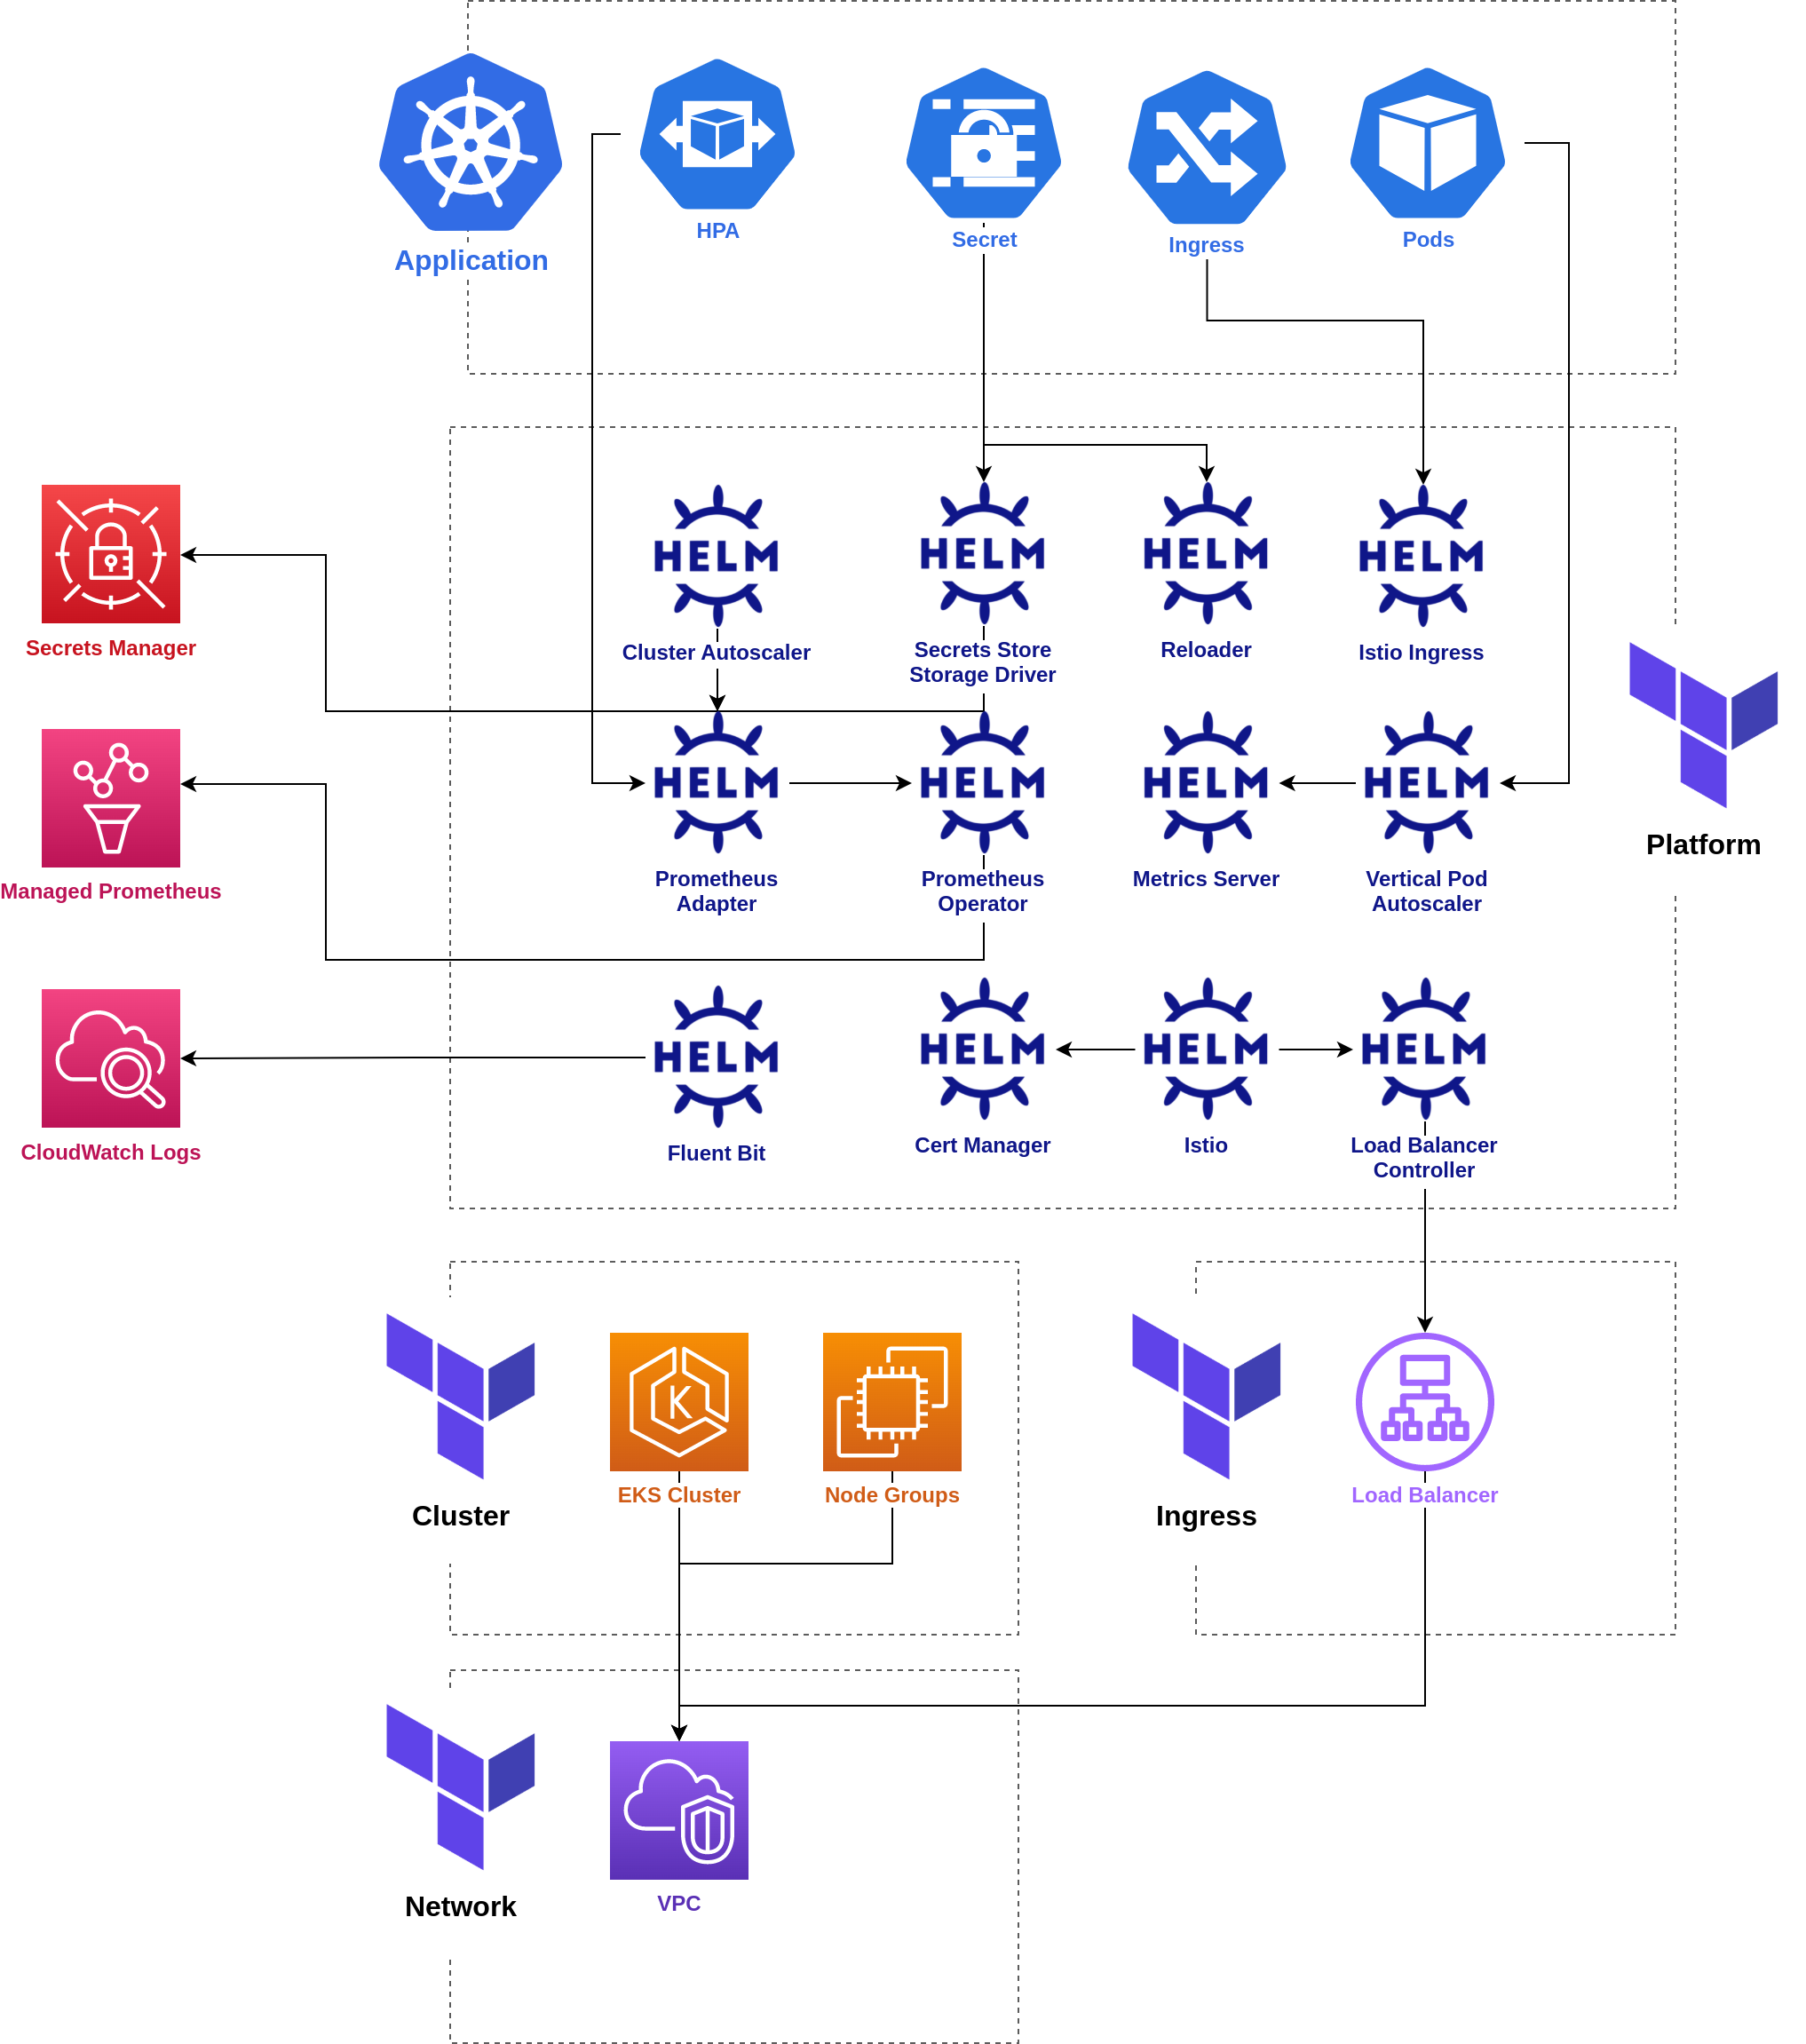 Application
HPA
Secret
Ingress
Pods
HELM
HELM
HELM
HELM
Secrets Manager
Cluster Autoscaler
Secrets Store
Storage Driver
Reloader
Istio Ingress
HELM
HELM
HELM
HELM
Platform
Managed Prometheus
Prometheus
Adapter
Prometheus
Operator
Metrics Server
Vertical Pod
Autoscaler
HELM
HELM
HELM
HELM
CloudWatch Logs
Fluent Bit
Cert Manager
Istio
Load Balancer
Controller
K
Cluster
EKS Cluster
Node Groups
Ingress
Load Balancer
Network
VPC